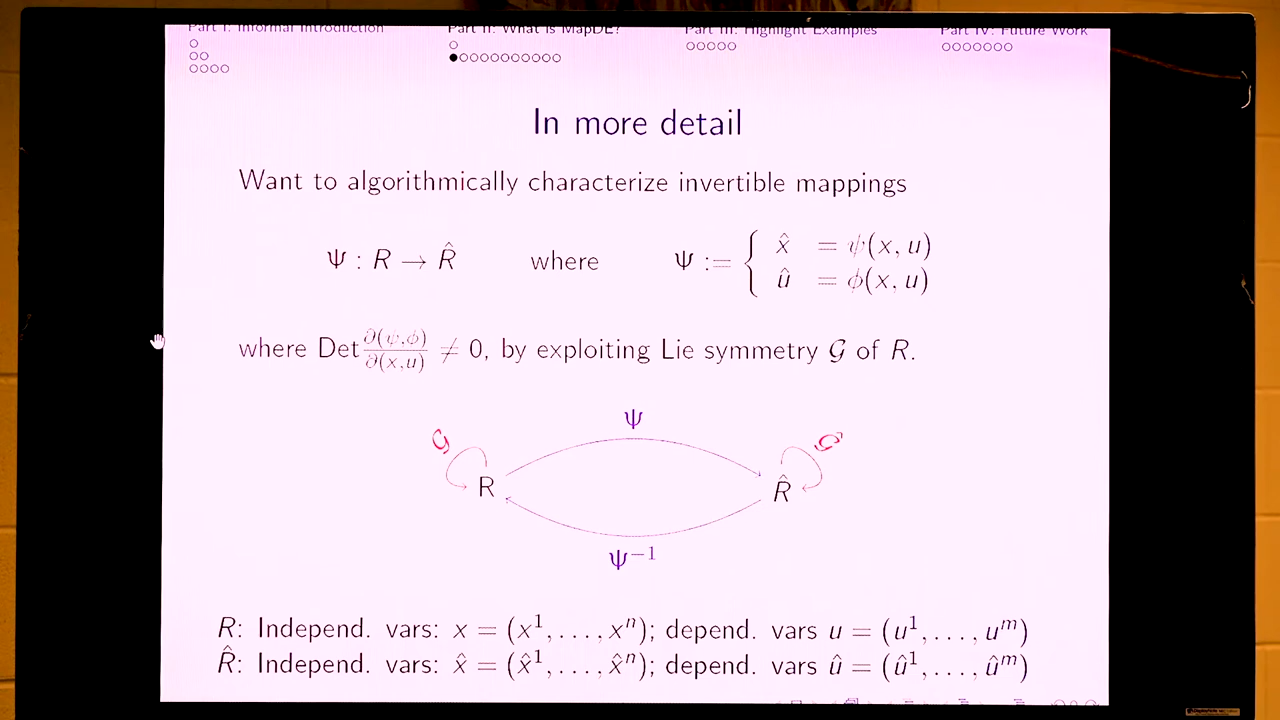 Part I: Informal Introduction Part II: What is MapDE? Part III: Highlight Examples Part IV: Future Work
In more detail
Want to algorithmically characterize invertible mappings
Ψ : R → R̂ where Ψ := { x̂ = ψ(x, u)
û = ϕ(x, u)
where Det ∂(ψ,ϕ)/∂(x,u) ≠ 0, by exploiting Lie symmetry 𝒢 of R.
Ψ
𝒢 𝒢̂
R R̂
Ψ⁻¹
R: Independ. vars: x = (x¹, . . . , xⁿ); depend. vars u = (u¹, . . . , uᵐ)
R̂: Independ. vars: x̂ = (x̂¹, . . . , x̂ⁿ); depend. vars û = (û¹, . . . , ûᵐ)